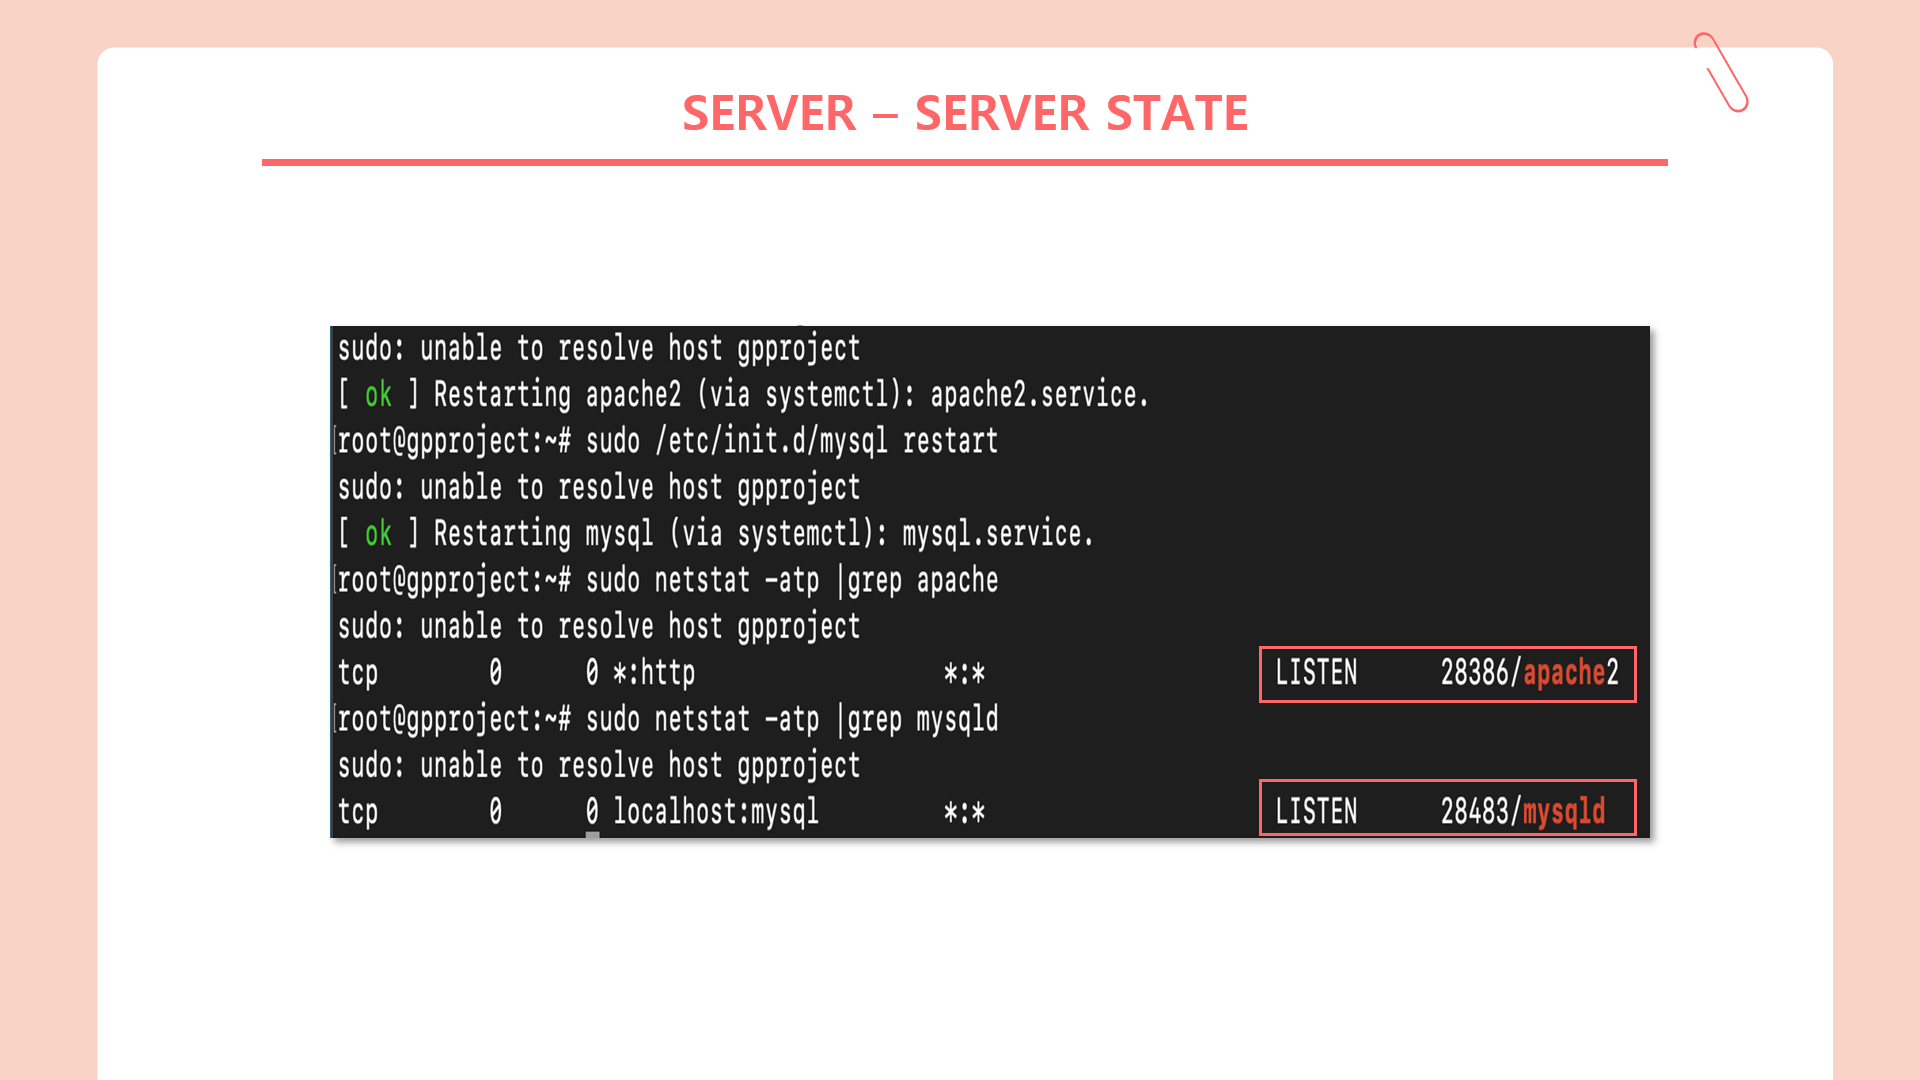 SERVER – SERVER STATE
sudo: unable to resolve host gpproject
[ ok ] Restarting apache2 (via systemctl): apache2.service.
[root@gpproject:~# sudo /etc/init.d/mysql restart
sudo: unable to resolve host gpproject
[ ok ] Restarting mysql (via systemctl): mysql.service.
[root@gpproject:~# sudo netstat -atp |grep apache
sudo: unable to resolve host gpproject
tcp 0 0 *:http *:* LISTEN 28386/apache2
[root@gpproject:~# sudo netstat -atp |grep mysqld
sudo: unable to resolve host gpproject
tcp 0 0 localhost:mysql *:* LISTEN 28483/mysqld